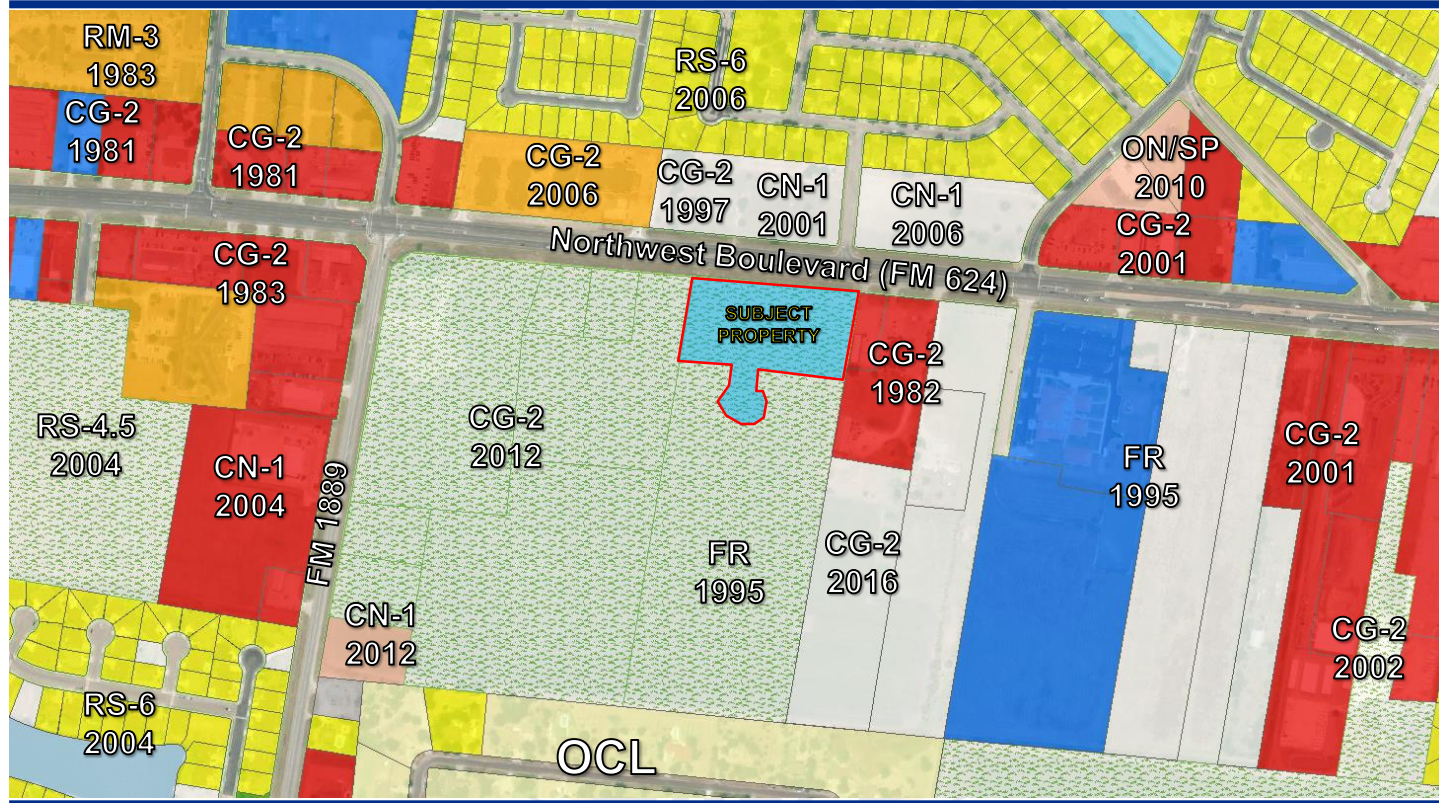 RM-3
1983
RS-6
2006
CG-2
1981
CG-2
1981
CG-2
2006
CG-2
1997
CN-1
2001
CN-1
2006
ON/SP
2010
CG-2
2001
Northwest Boulevard (FM 624)
CG-2
1983
SUBJECT
PROPERTY
CG-2
1982
RS-4.5
2004
CG-2
2012
CN-1
2004
FM 1889
FR
1995
CG-2
2001
FR
1995
CG-2
2016
CN-1
2012
CG-2
2002
RS-6
2004
OCL